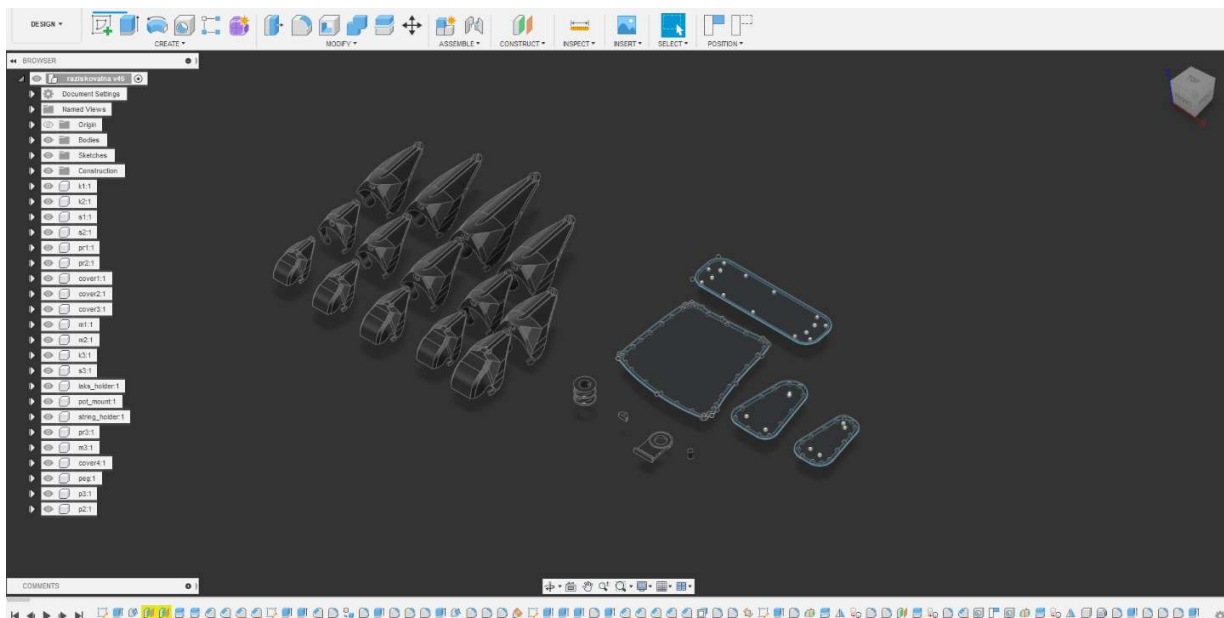 DESIGN
CREATE
MODIFY
ASSEMBLE
CONSTRUCT
INSPECT
INSERT
SELECT
POSITION
BROWSER
raziskovalna v46
Document Settings
Named Views
Origin
Bodies
Sketches
Construction
k1:1
k2:1
s1:1
s2:1
pr1:1
pr2:1
cover1:1
cover2:1
cover3:1
m1:1
m2:1
k3:1
s3:1
laks_holder:1
pot_mount:1
string_holder:1
pr3:1
m3:1
cover4:1
peg:1
p3:1
p2:1
COMMENTS
TOP